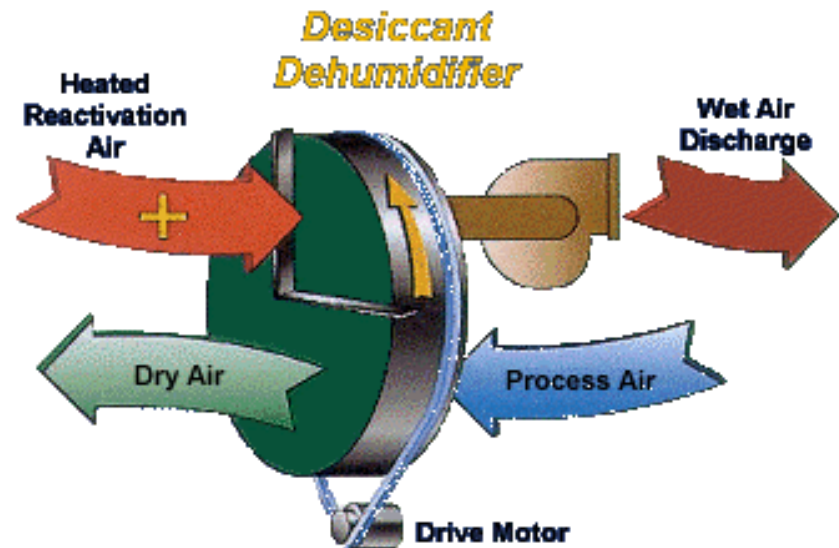 Desiccant
Dehumidifier
Heated
Reactivation
Air
Wet Air
Discharge
+
Dry Air
Process Air
Drive Motor